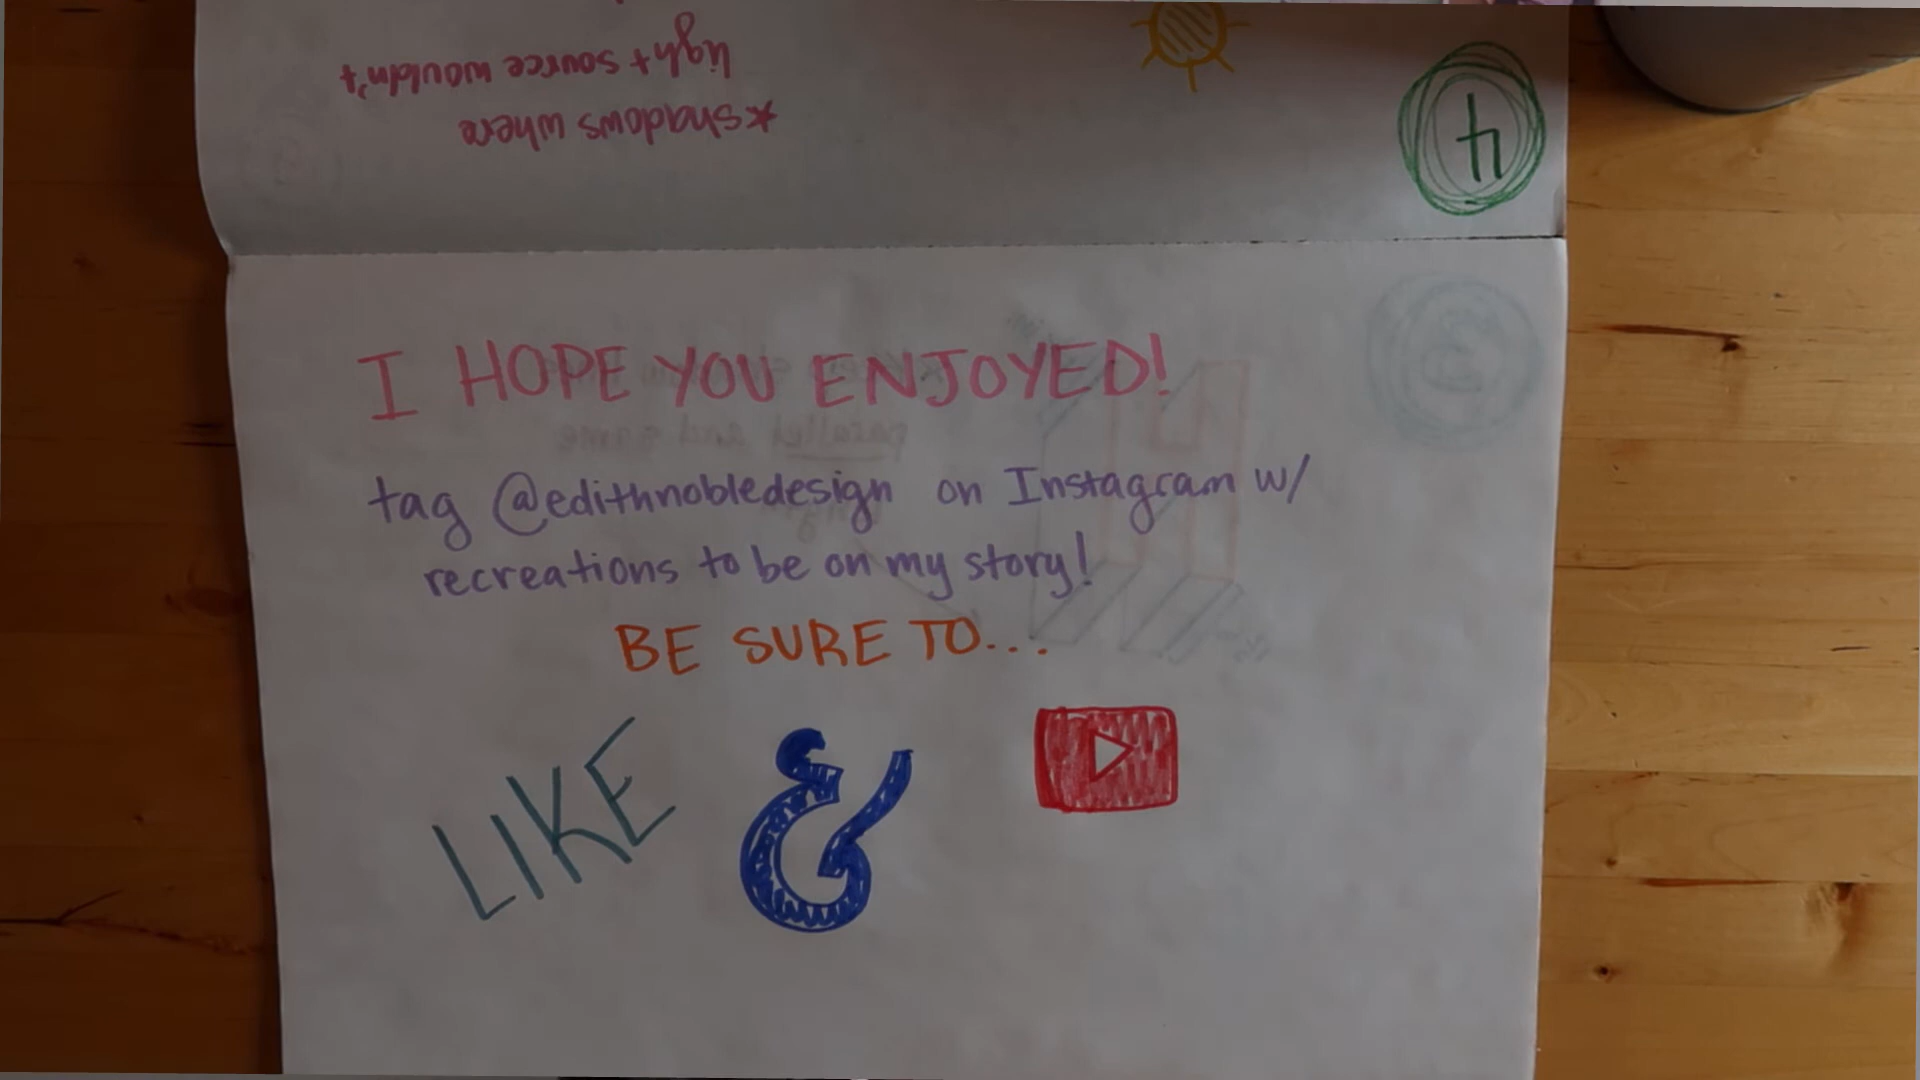 *shadows where
light source wouldn't
4
I HOPE YOU ENJOYED!
tag @edithnobledesign on Instagram w/
recreations to be on my story!
BE SURE TO...
LIKE &